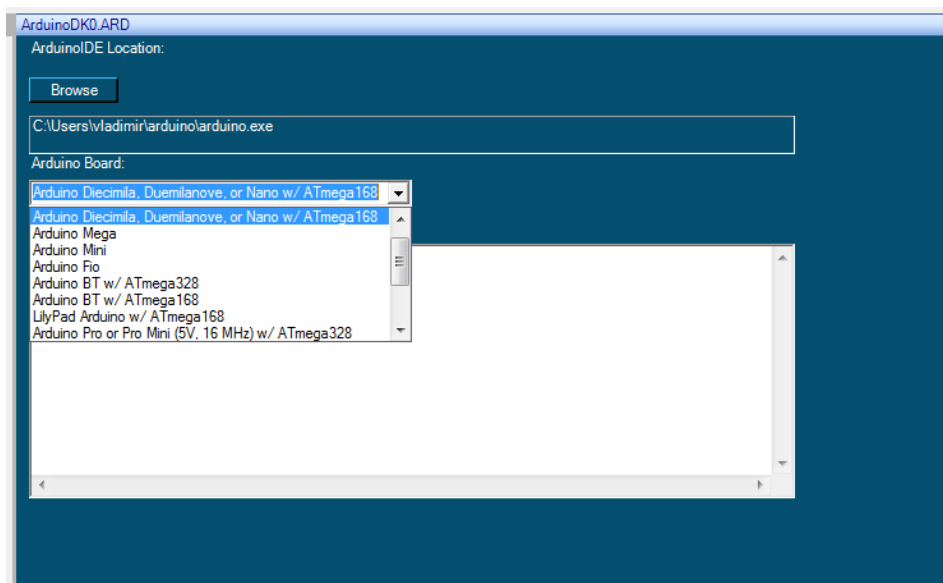 ArduinoDK0.ARD
ArduinoIDE Location:
Browse
C:\Users\vladimir\arduino\arduino.exe
Arduino Board:
Arduino Diecimila, Duemilanove, or Nano w/ ATmega168
Arduino Diecimila, Duemilanove, or Nano w/ ATmega168
Arduino Mega
Arduino Mini
Arduino Fio
Arduino BT w/ ATmega328
Arduino BT w/ ATmega168
LilyPad Arduino w/ ATmega168
Arduino Pro or Pro Mini (5V, 16 MHz) w/ ATmega328